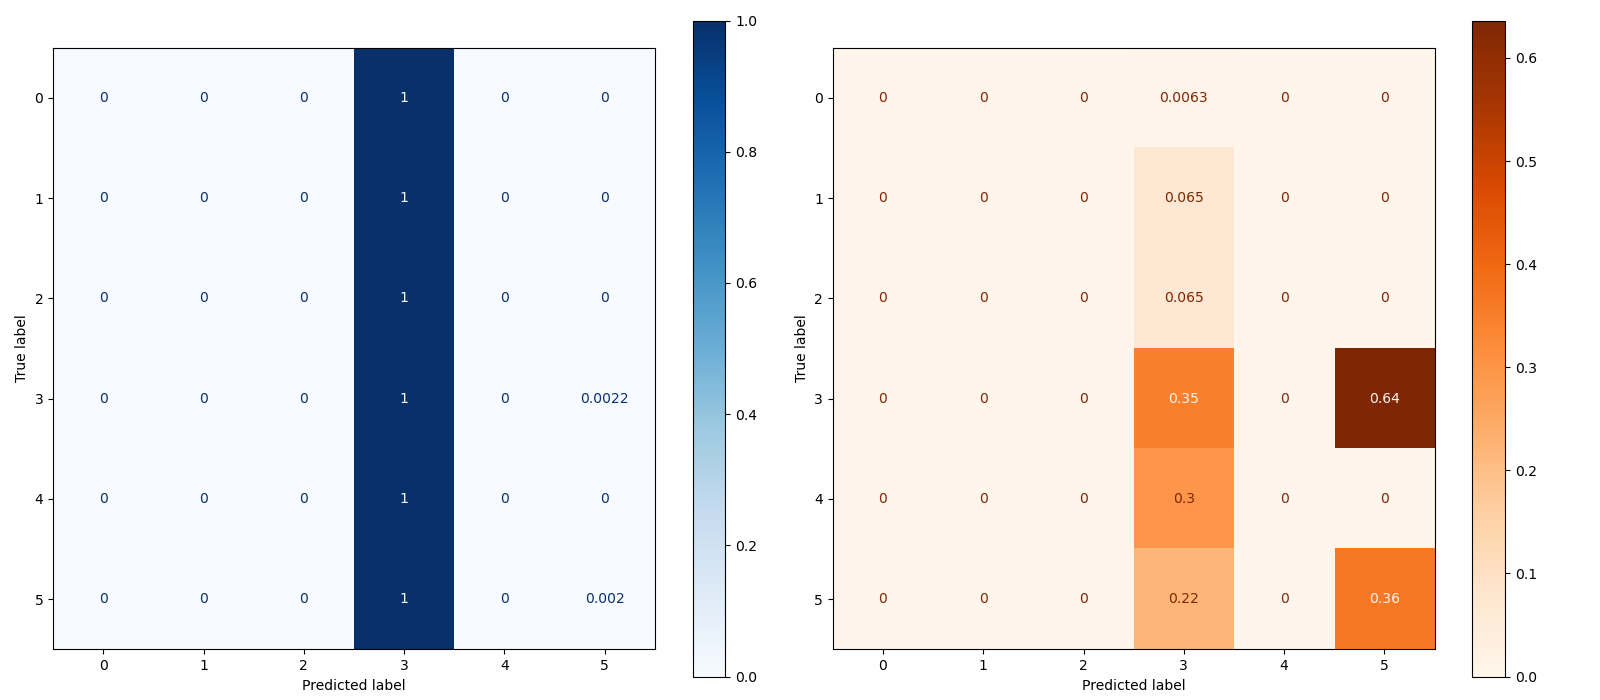 1.0
0 0 0 0 1 0 0
0.8
1 0 0 0 1 0 0
2 0 0 0 1 0 0
0.6
3 0 0 0 1 0 0.0022
0.4
4 0 0 0 1 0 0
0.2
5 0 0 0 1 0 0.002
0.0
0 1 2 3 4 5
True label
Predicted label
0.6
0 0 0 0 0.0063 0 0
0.5
1 0 0 0 0.065 0 0
0.4
2 0 0 0 0.065 0 0
0.3
3 0 0 0 0.35 0 0.64
0.2
4 0 0 0 0.3 0 0
0.1
5 0 0 0 0.22 0 0.36
0.0
0 1 2 3 4 5
True label
Predicted label